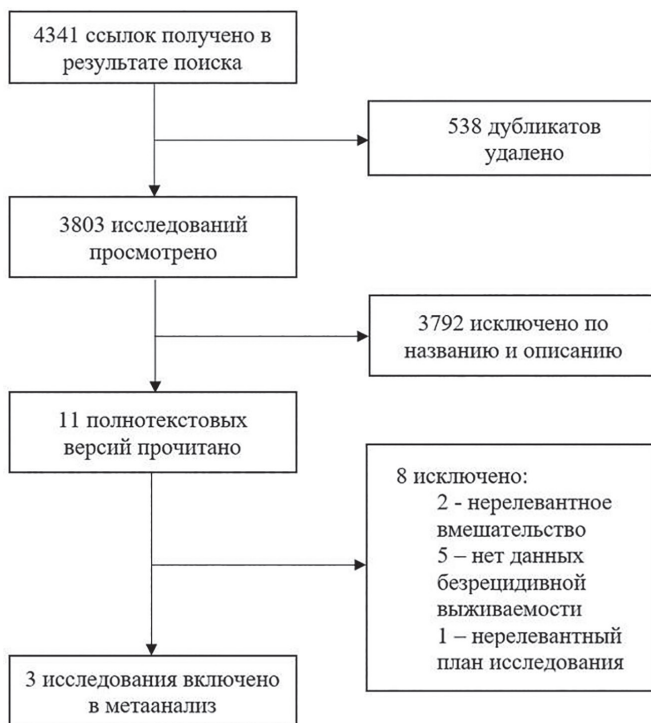 4341 ссылок получено в
результате поиска
538 дубликатов
удалено
3803 исследований
просмотрено
3792 исключено по
названию и описанию
11 полнотекстовых
версий прочитано
8 исключено:
2 - нерелевантное
вмешательство
5 – нет данных
безрецидивной
выживаемости
1 – нерелевантный
план исследования
3 исследования включено
в метаанализ